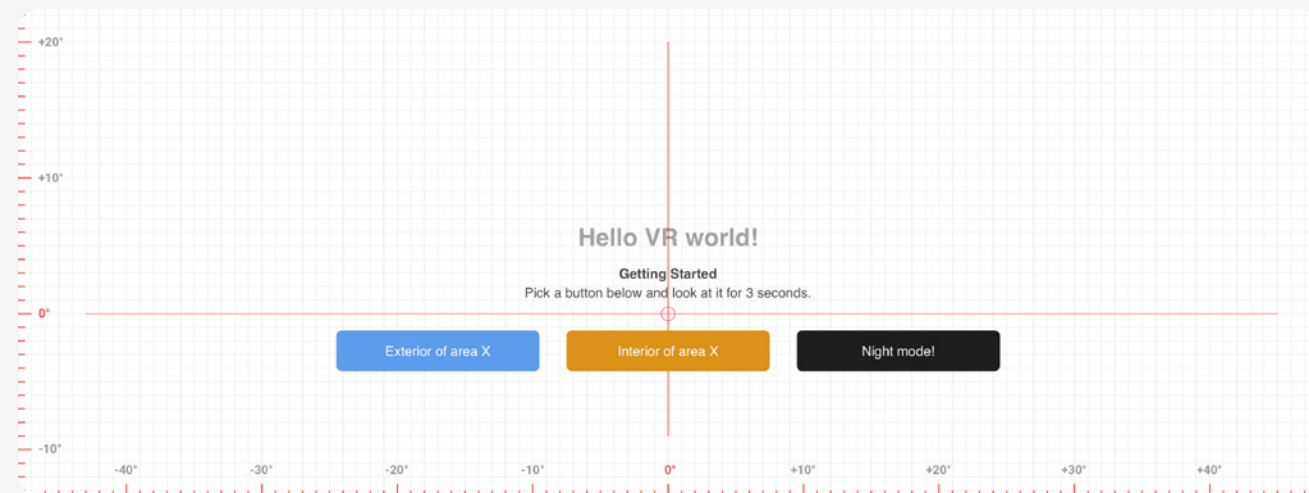 +20°
+10°
Hello VR world!
Getting Started
Pick a button below and look at it for 3 seconds.
0°
Exterior of area X
Interior of area X
Night mode!
-10°
-40°
-30°
-20°
-10°
0°
+10°
+20°
+30°
+40°